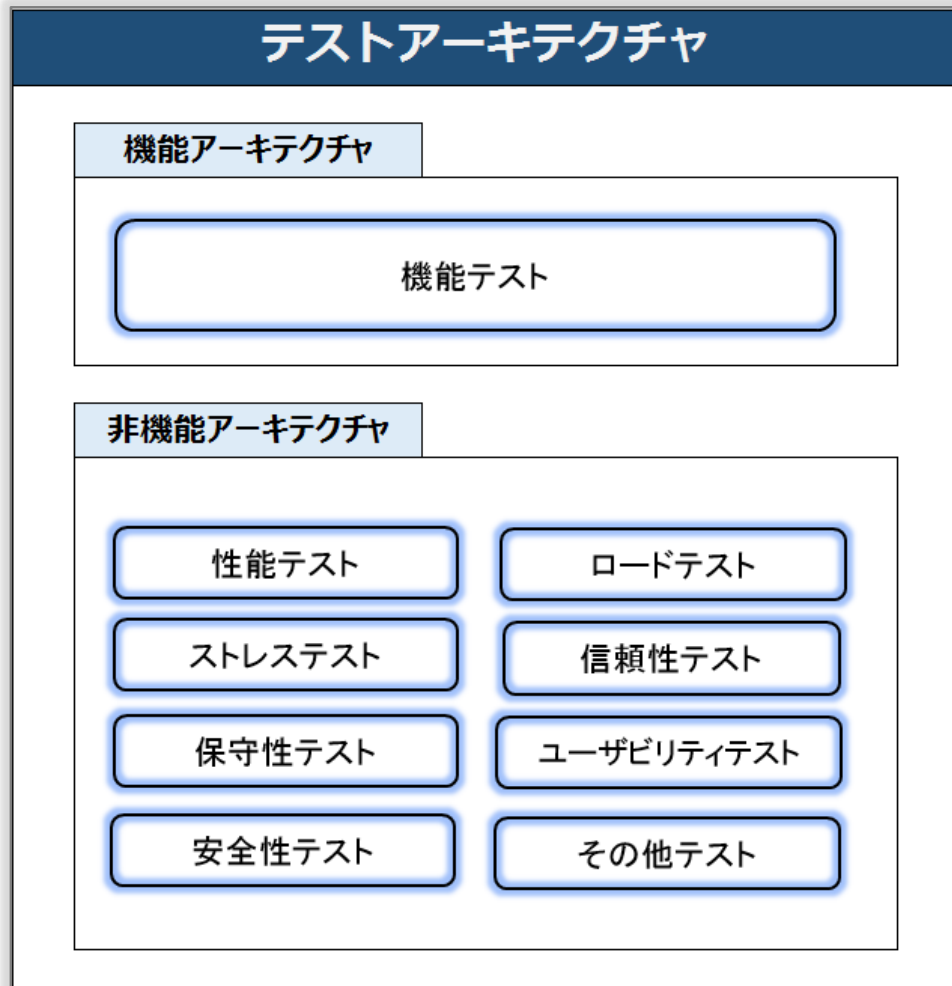 テストアーキテクチャ
機能アーキテクチャ
機能テスト
非機能アーキテクチャ
性能テスト
ロードテスト
ストレステスト
信頼性テスト
保守性テスト
ユーザビリティテスト
安全性テスト
その他テスト